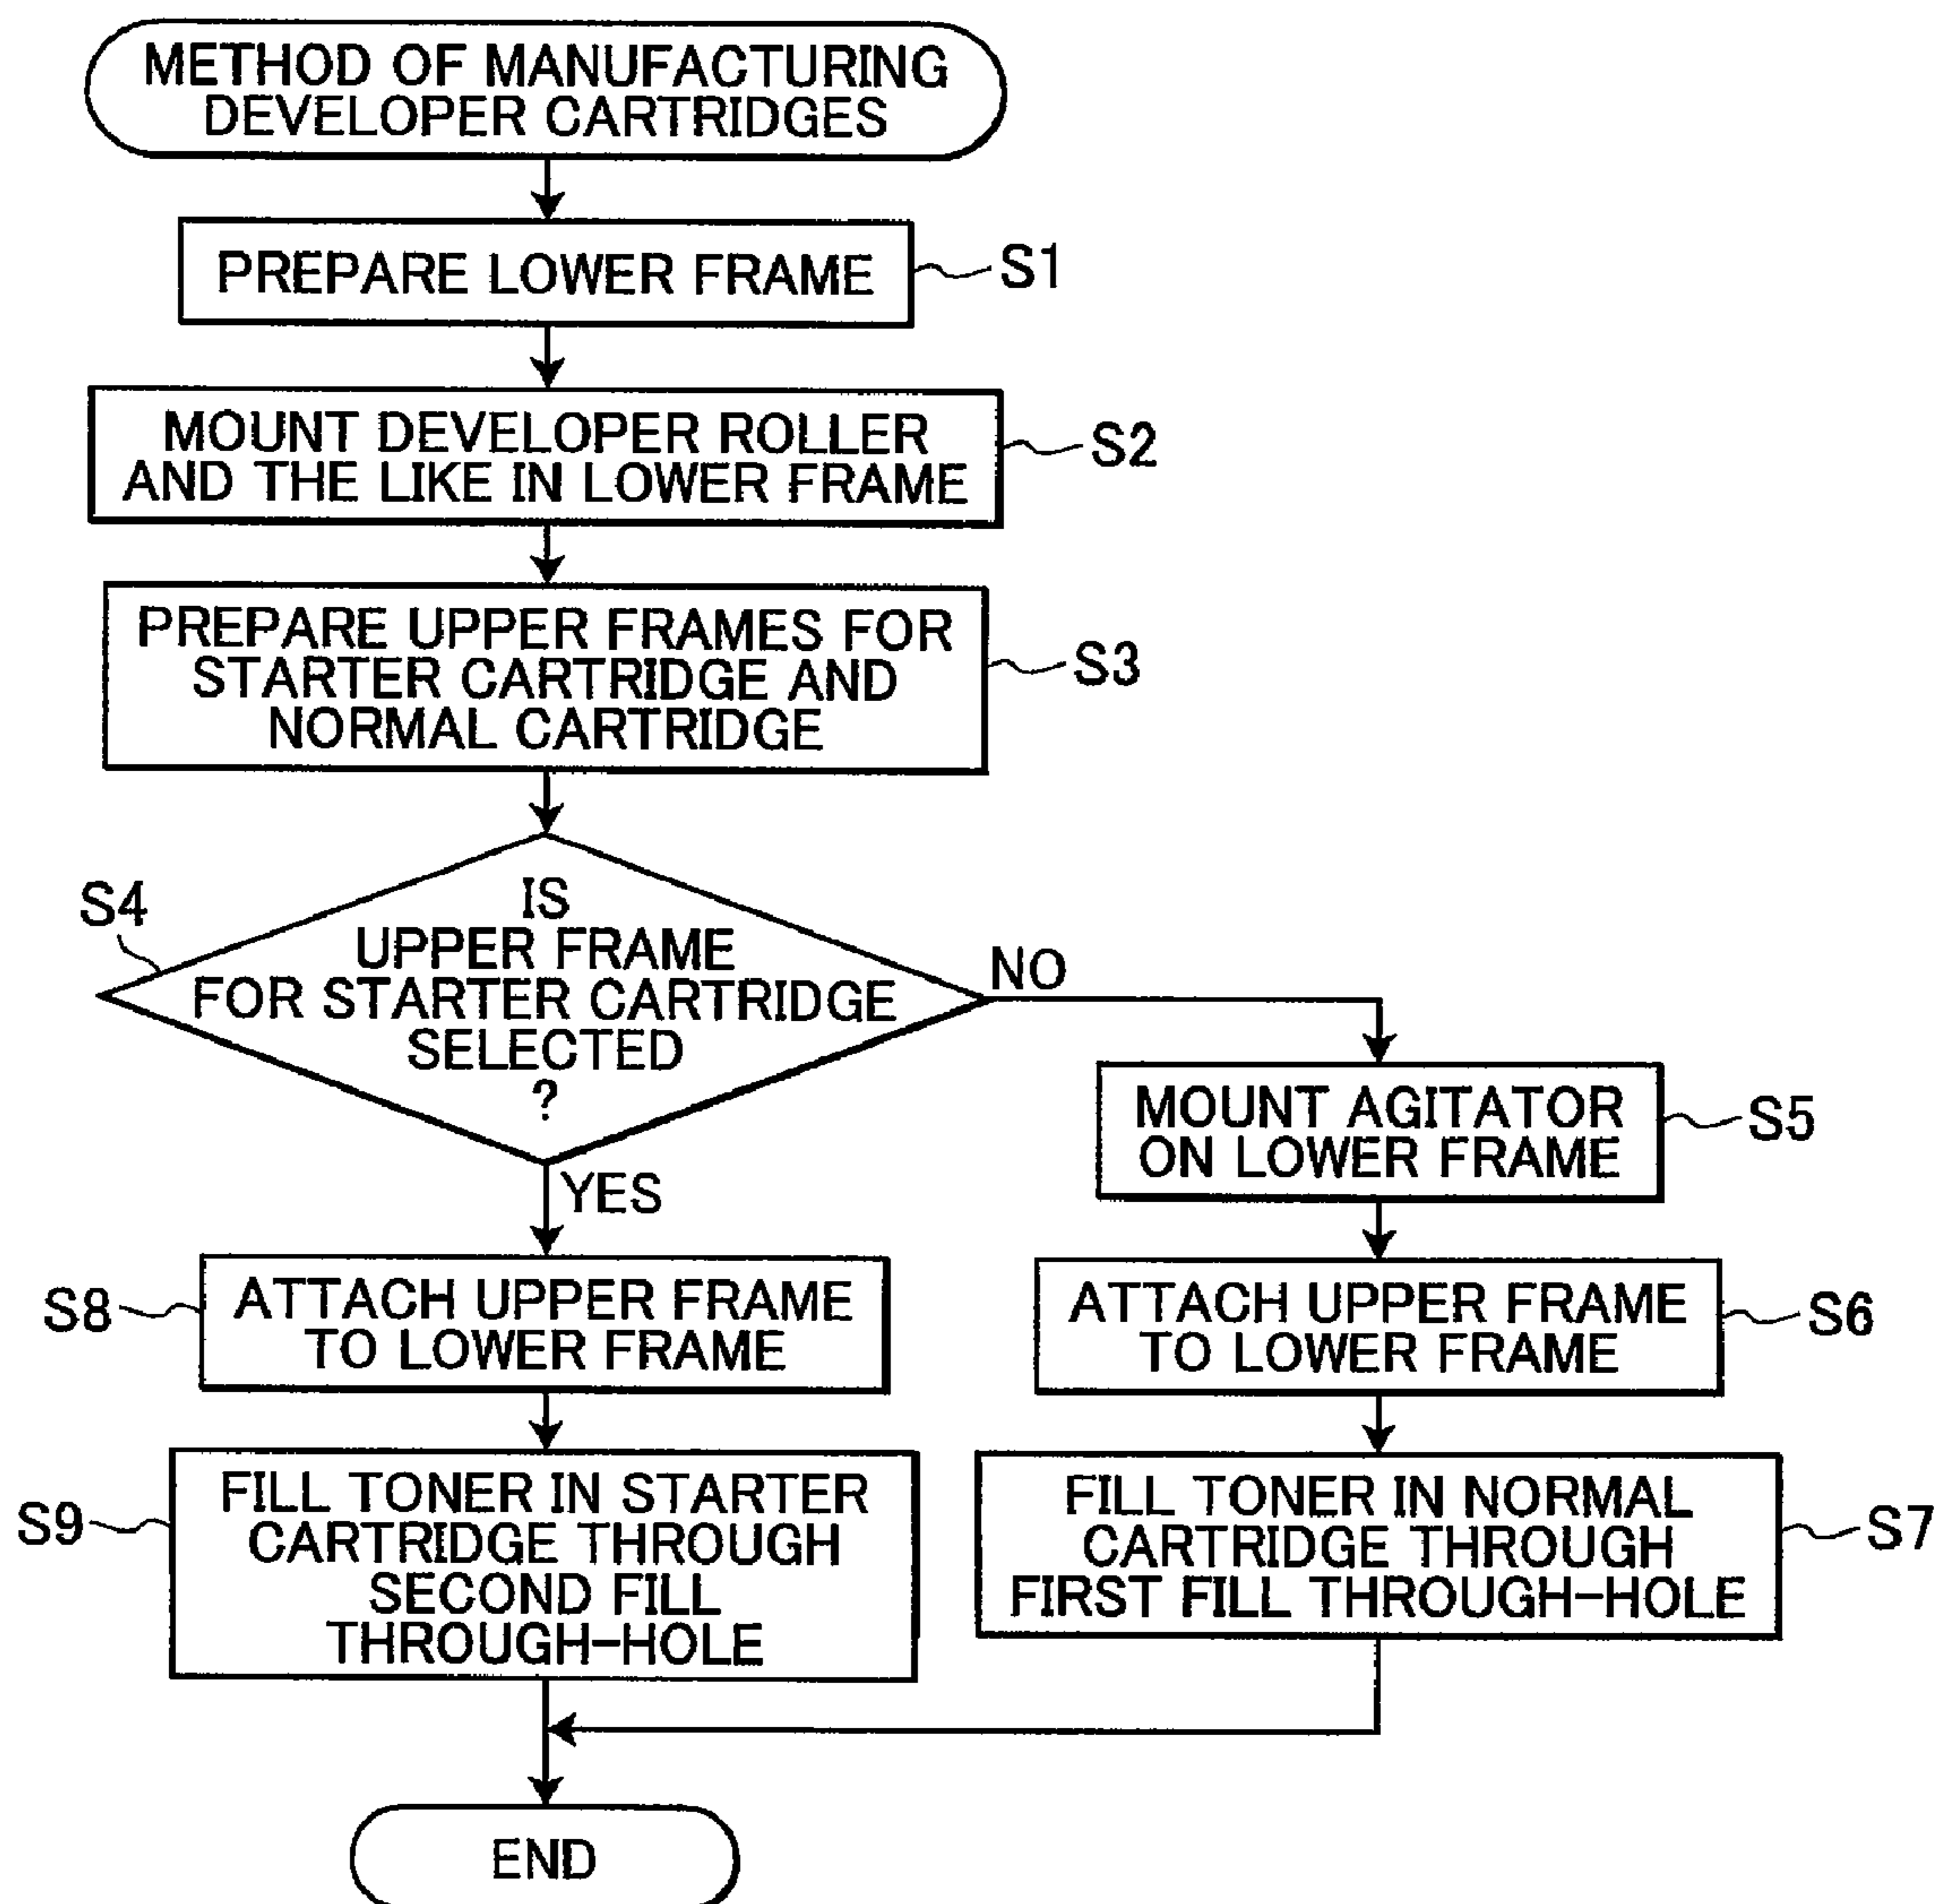 METHOD OF MANUFACTURING
DEVELOPER CARTRIDGES
PREPARE LOWER FRAME
S1
MOUNT DEVELOPER ROLLER
AND THE LIKE IN LOWER FRAME
S2
PREPARE UPPER FRAMES FOR
STARTER CARTRIDGE AND
NORMAL CARTRIDGE
S3
S4
IS
UPPER FRAME
FOR STARTER CARTRIDGE
SELECTED
?
NO
YES
MOUNT AGITATOR
ON LOWER FRAME
S5
S8
ATTACH UPPER FRAME
TO LOWER FRAME
ATTACH UPPER FRAME
TO LOWER FRAME
S6
S9
FILL TONER IN STARTER
CARTRIDGE THROUGH
SECOND FILL
THROUGH-HOLE
FILL TONER IN NORMAL
CARTRIDGE THROUGH
FIRST FILL THROUGH-HOLE
S7
END